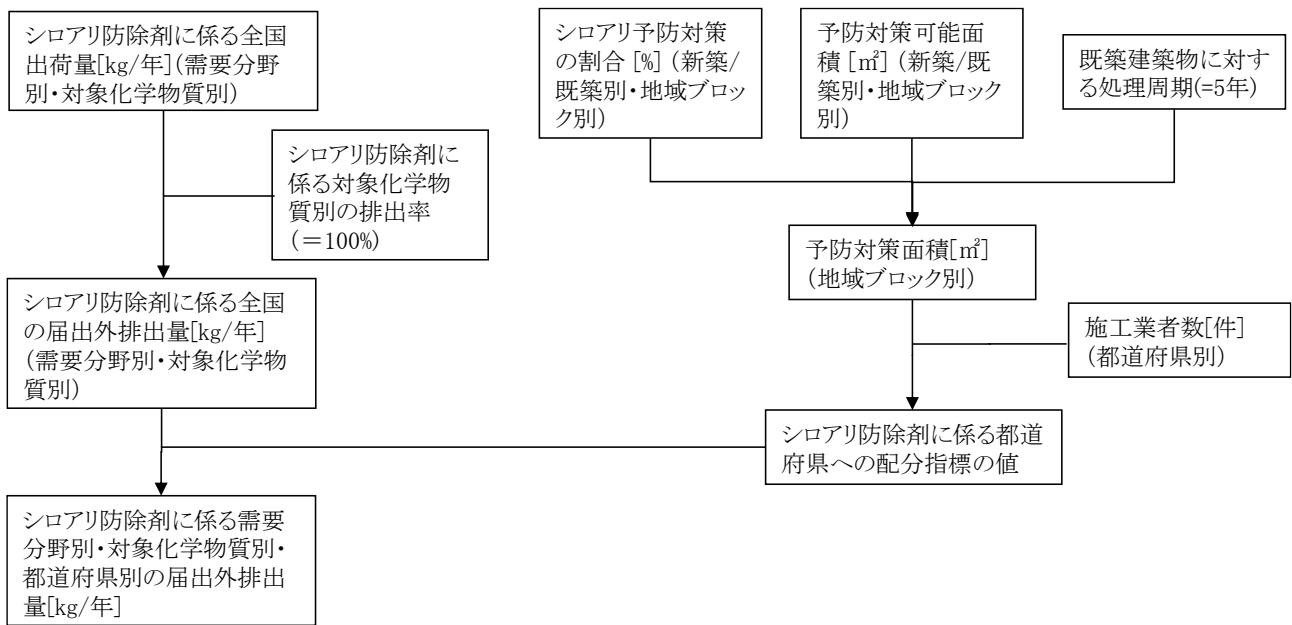 シロアリ防除剤に係る全国
出荷量[kg/年](需要分野
別・対象化学物質別)
シロアリ防除剤に
係る対象化学物
質別の排出率
(=100%)
シロアリ防除剤に係る全国
の届出外排出量[kg/年]
(需要分野別・対象化学物
質別)
シロアリ予防対策
の割合 [%] (新築/
既築別・地域ブロッ
ク別)
予防対策可能面
積 [㎡] (新築/既
築別・地域ブロック
別)
既築建築物に対す
る処理周期(=5年)
予防対策面積[㎡]
(地域ブロック別)
施工業者数[件]
(都道府県別)
シロアリ防除剤に係る都道
府県への配分指標の値
シロアリ防除剤に係る需要
分野別・対象化学物質別・
都道府県別の届出外排出
量[kg/年]